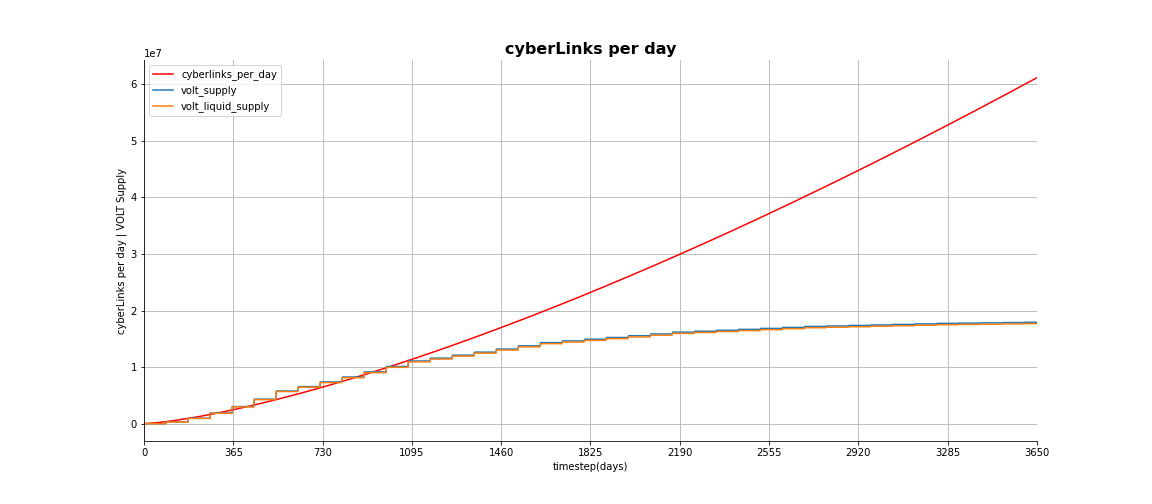 cyberLinks per day
1e7
cyberlinks_per_day
volt_supply
volt_liquid_supply
6
5
4
3
2
1
0
cyberLinks per day | VOLT Supply
0 365 730 1095 1460 1825 2190 2555 2920 3285 3650
timestep(days)